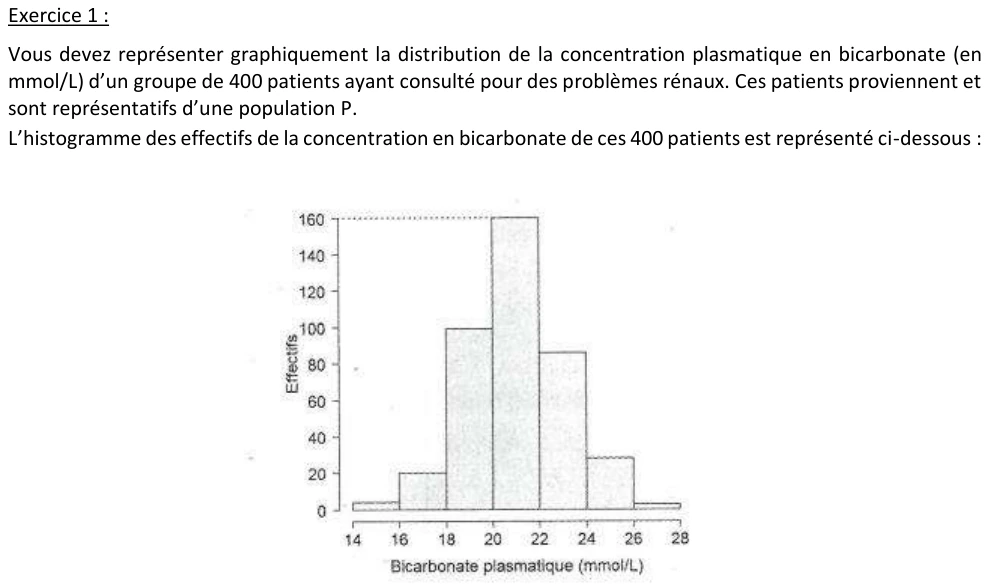 Exercice 1 :
Vous devez représenter graphiquement la distribution de la concentration plasmatique en bicarbonate (en
mmol/L) d’un groupe de 400 patients ayant consulté pour des problèmes rénaux. Ces patients proviennent et
sont représentatifs d’une population P.
L’histogramme des effectifs de la concentration en bicarbonate de ces 400 patients est représenté ci-dessous :
160
140
120
100
80
60
40
20
0
Effectifs
14 16 18 20 22 24 26 28
Bicarbonate plasmatique (mmol/L)